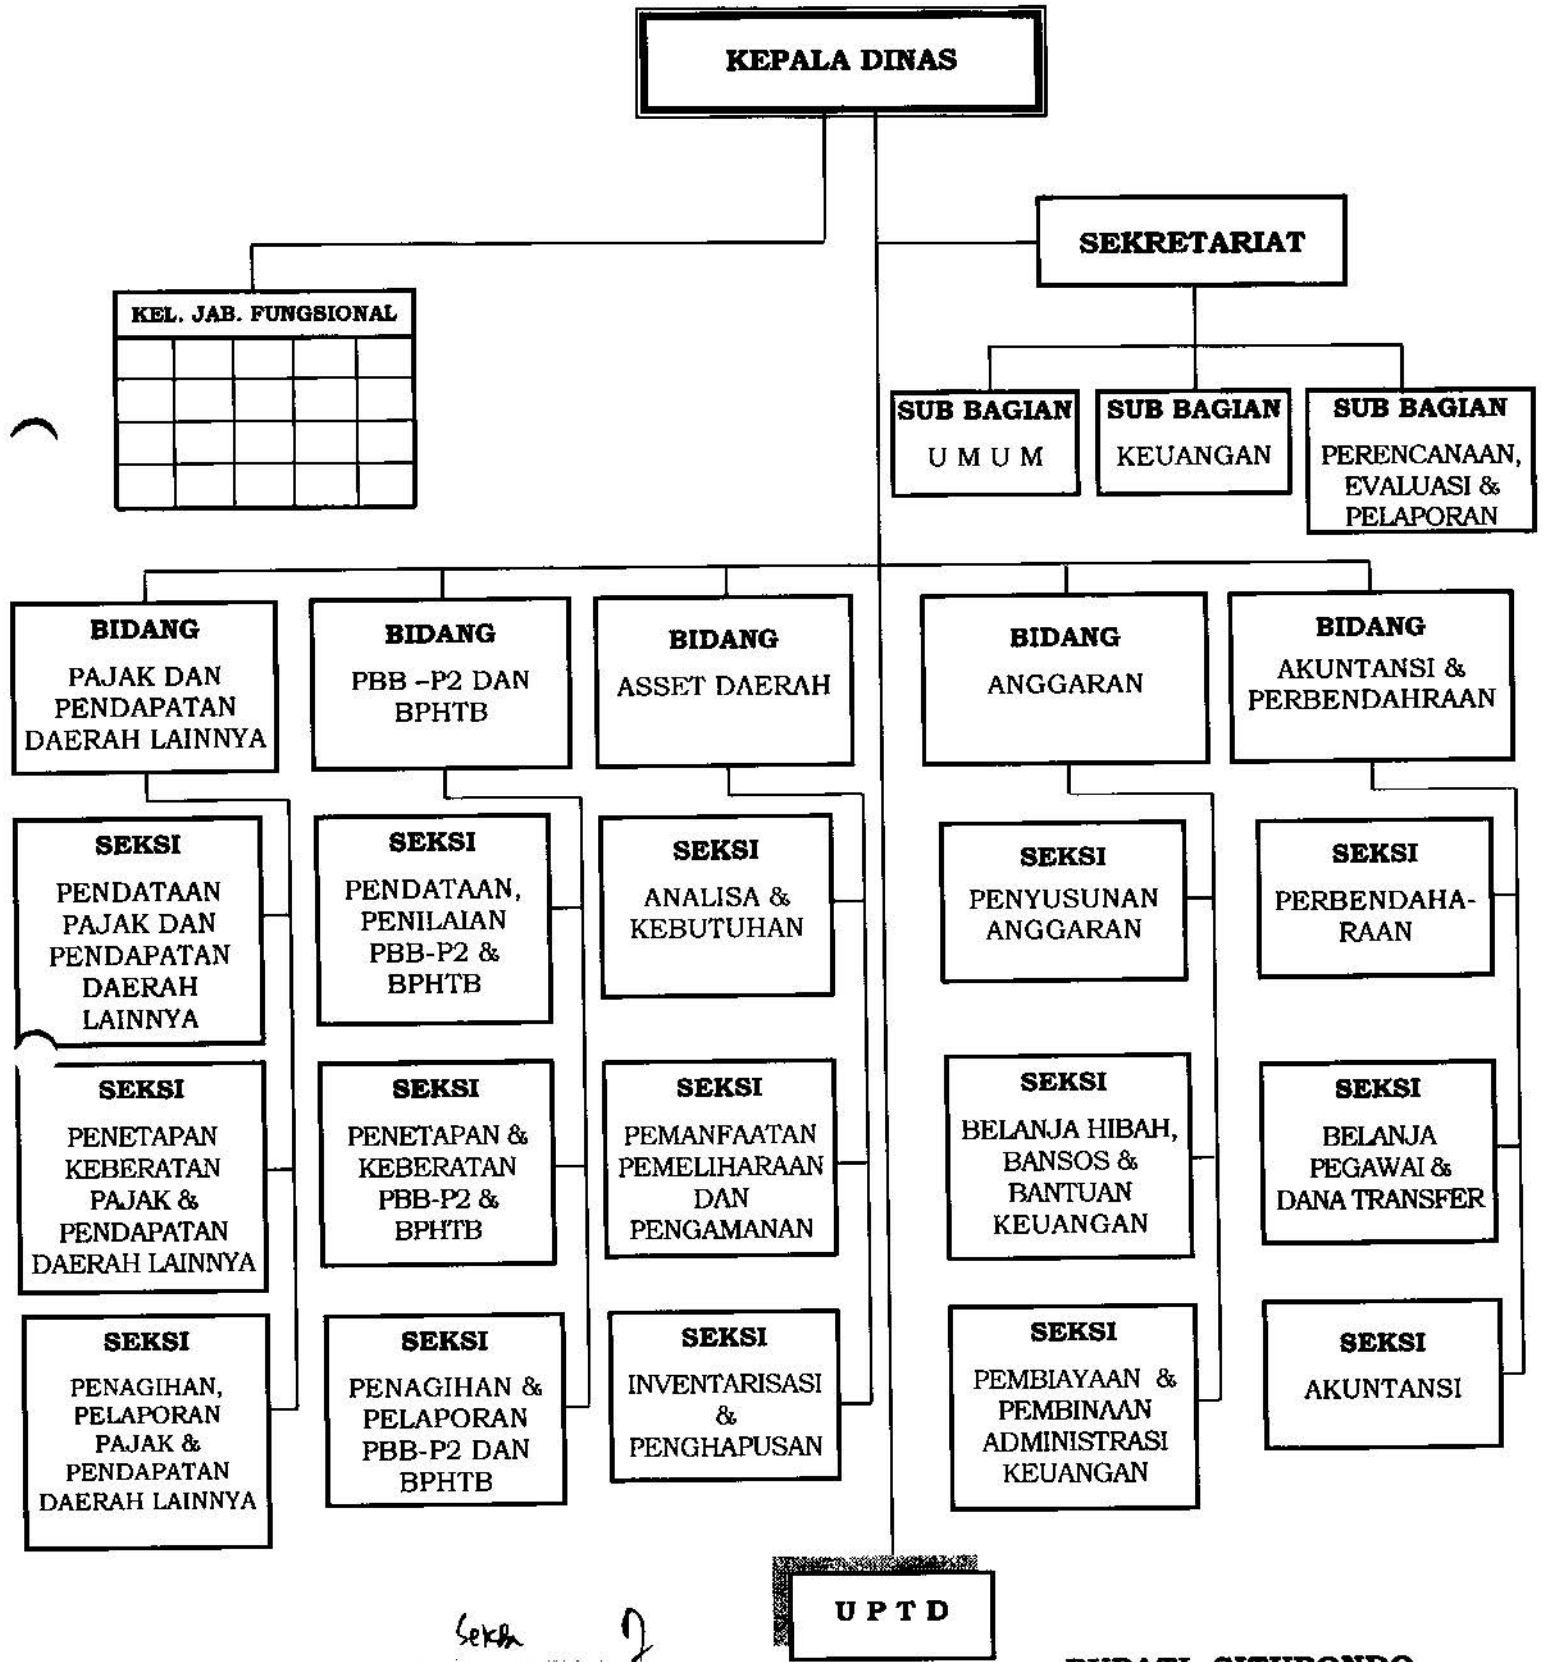 KEPALA DINAS
SEKRETARIAT
KEL. JAB. FUNGSIONAL
SUB BAGIAN
U M U M
SUB BAGIAN
KEUANGAN
SUB BAGIAN
PERENCANAAN,
EVALUASI &
PELAPORAN
BIDANG
PAJAK DAN
PENDAPATAN
DAERAH LAINNYA
BIDANG
PBB -P2 DAN
BPHTB
BIDANG
ASSET DAERAH
BIDANG
ANGGARAN
BIDANG
AKUNTANSI &
PERBENDAHRAAN
SEKSI
PENDATAAN
PAJAK DAN
PENDAPATAN
DAERAH
LAINNYA
SEKSI
PENDATAAN,
PENILAIAN
PBB-P2 &
BPHTB
SEKSI
ANALISA &
KEBUTUHAN
SEKSI
PENYUSUNAN
ANGGARAN
SEKSI
PERBENDAHA-
RAAN
SEKSI
PENETAPAN
KEBERATAN
PAJAK &
PENDAPATAN
DAERAH LAINNYA
SEKSI
PENETAPAN &
KEBERATAN
PBB-P2 &
BPHTB
SEKSI
PEMANFAATAN
PEMELIHARAAN
DAN
PENGAMANAN
SEKSI
BELANJA HIBAH,
BANSOS &
BANTUAN
KEUANGAN
SEKSI
BELANJA
PEGAWAI &
DANA TRANSFER
SEKSI
PENAGIHAN,
PELAPORAN
PAJAK &
PENDAPATAN
DAERAH LAINNYA
SEKSI
PENAGIHAN &
PELAPORAN
PBB-P2 DAN
BPHTB
SEKSI
INVENTARISASI
&
PENGHAPUSAN
SEKSI
PEMBIAYAAN &
PEMBINAAN
ADMINISTRASI
KEUANGAN
SEKSI
AKUNTANSI
U P T D
BUPATI SITUBONDO